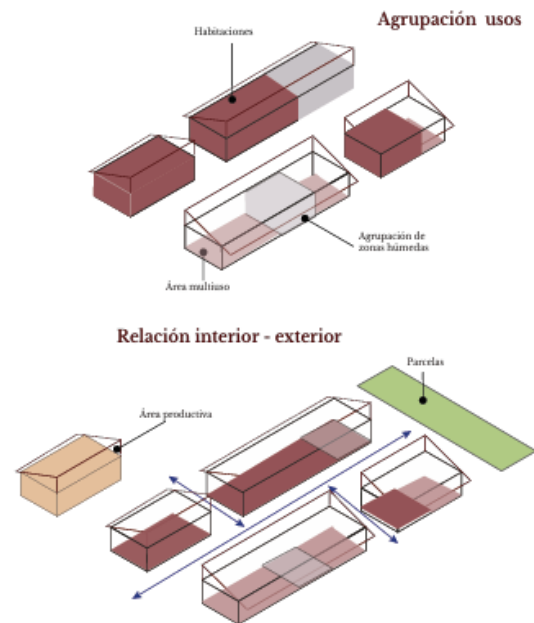 Agrupación usos
Habitaciones
Agrupación de
zonas húmedas
Área multiuso
Relación interior - exterior
Parcelas
Área productiva